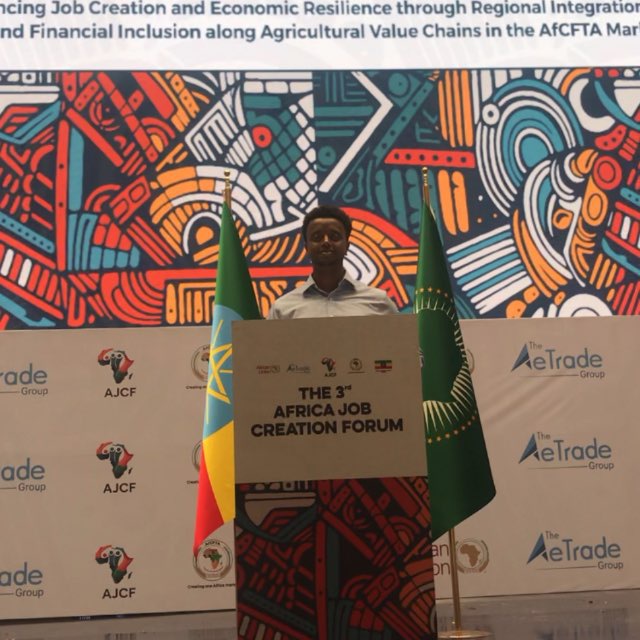 ncing Job Creation and Economic Resilience through Regional Integration
nd Financial Inclusion along Agricultural Value Chains in the AfCFTA Mar
The
AeTrade
Group
rade
Group
AJCF
THE 3rd
AFRICA JOB
CREATION FORUM
AJCF
The
AeTrade
Group
rade
Group
AJCF
The
AeTrade
Group
rade
Group
AJCF